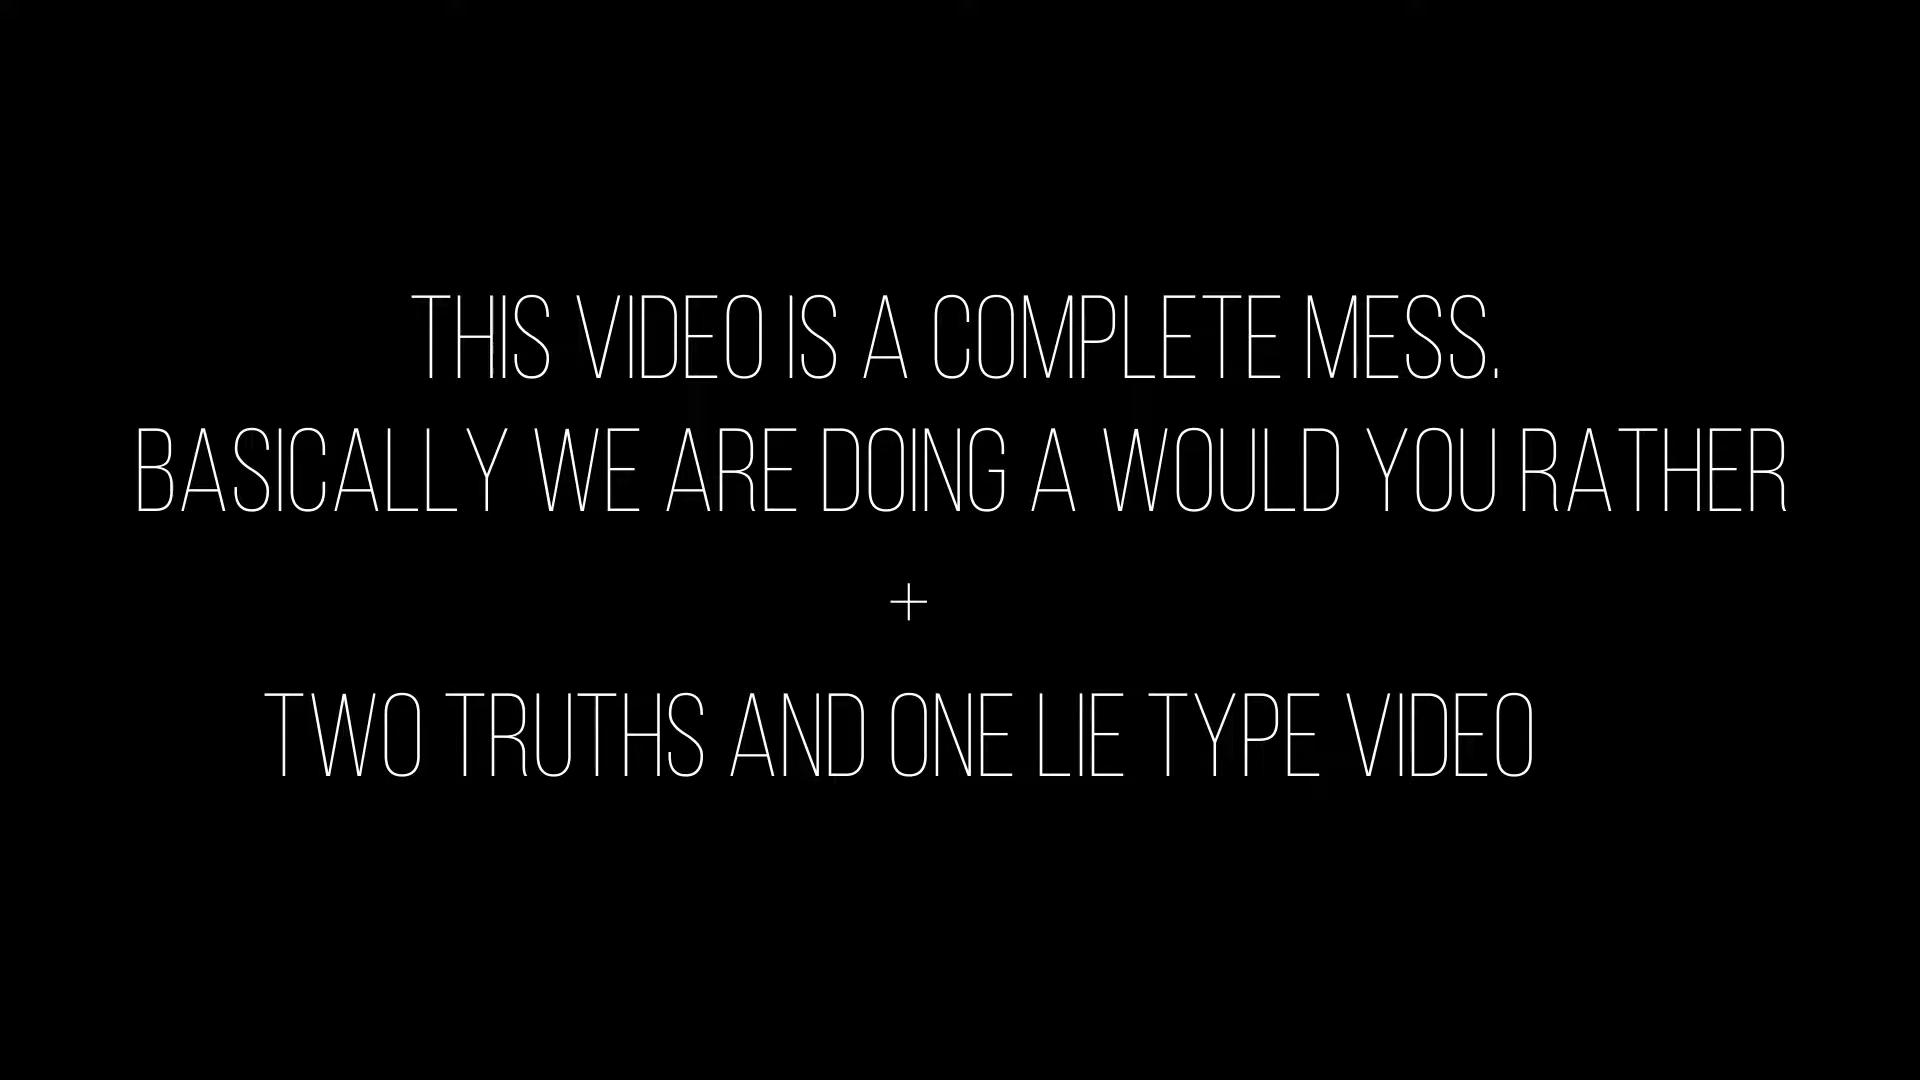 THIS VIDEO IS A COMPLETE MESS.
BASICALLY WE ARE DOING A WOULD YOU RATHER
+
TWO TRUTHS AND ONE LIE TYPE VIDEO